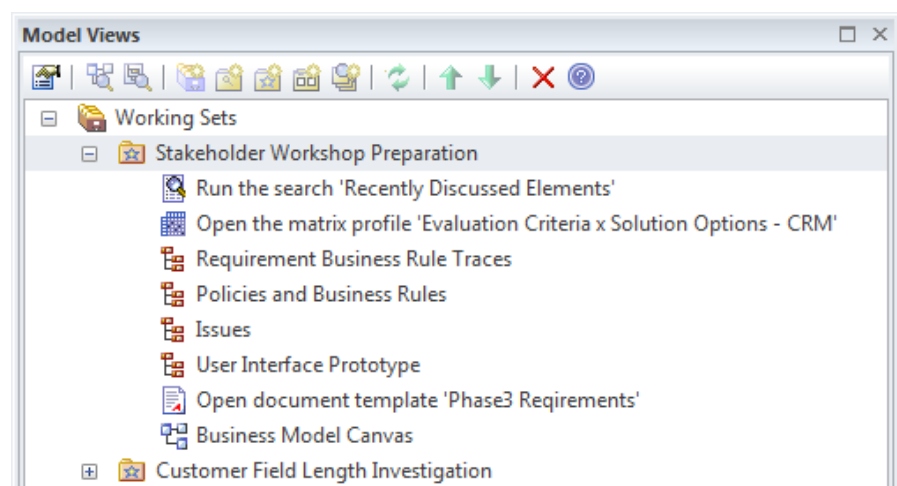 Model Views
Working Sets
Stakeholder Workshop Preparation
Run the search 'Recently Discussed Elements'
Open the matrix profile 'Evaluation Criteria x Solution Options - CRM'
Requirement Business Rule Traces
Policies and Business Rules
Issues
User Interface Prototype
Open document template 'Phase3 Reqirements'
Business Model Canvas
Customer Field Length Investigation